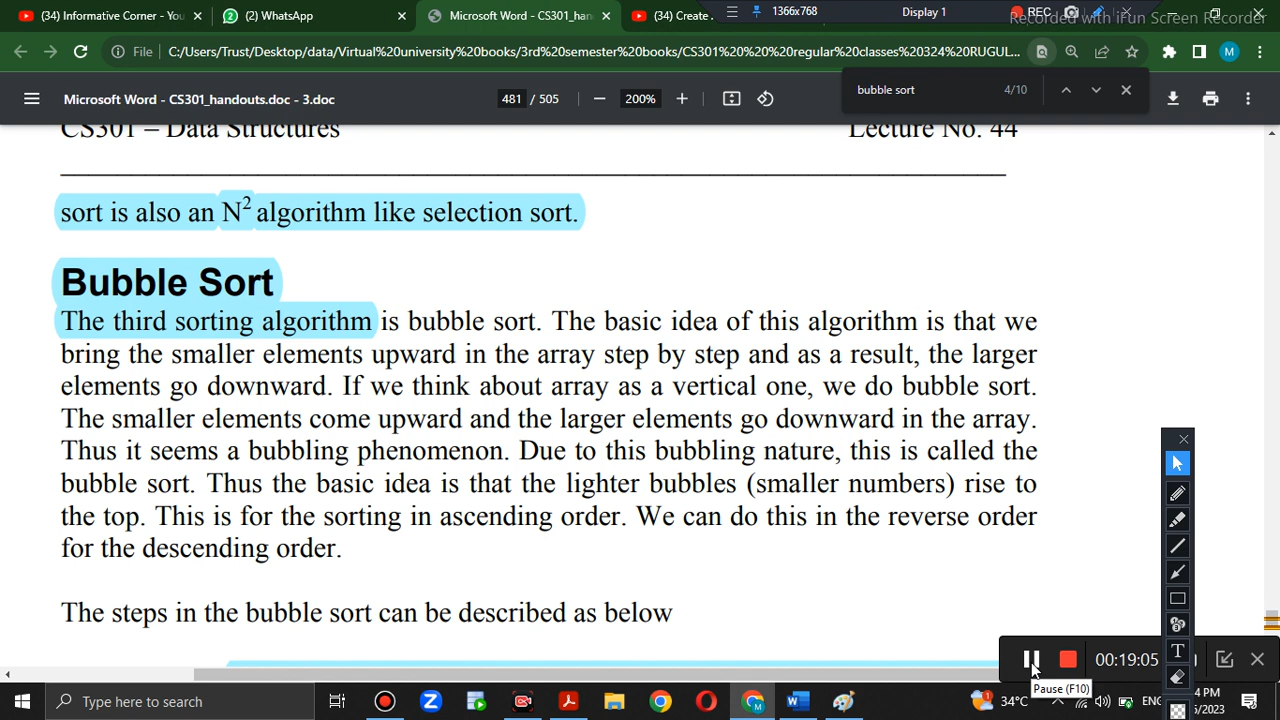 (34) Informative Corner - You
(2) WhatsApp
Microsoft Word - CS301_han
(34) Create
1366x768
Display 1
REC
Recorded with iFun Screen Recorder
File
C:/Users/Trust/Desktop/data/Virtual%20university%20books/3rd%20semester%20books/CS301%20%20%20regular%20classes%20324%20RUGUL...
M
Microsoft Word - CS301_handouts.doc - 3.doc
481 / 505
200%
bubble sort
4/10
CS301 – Data Structures
Lecture No. 44
sort is also an N² algorithm like selection sort.
Bubble Sort
The third sorting algorithm is bubble sort. The basic idea of this algorithm is that we
bring the smaller elements upward in the array step by step and as a result, the larger
elements go downward. If we think about array as a vertical one, we do bubble sort.
The smaller elements come upward and the larger elements go downward in the array.
Thus it seems a bubbling phenomenon. Due to this bubbling nature, this is called the
bubble sort. Thus the basic idea is that the lighter bubbles (smaller numbers) rise to
the top. This is for the sorting in ascending order. We can do this in the reverse order
for the descending order.
The steps in the bubble sort can be described as below
T
00:19:05
Pause (F10)
Type here to search
34°C
ENG
4 PM
/2023